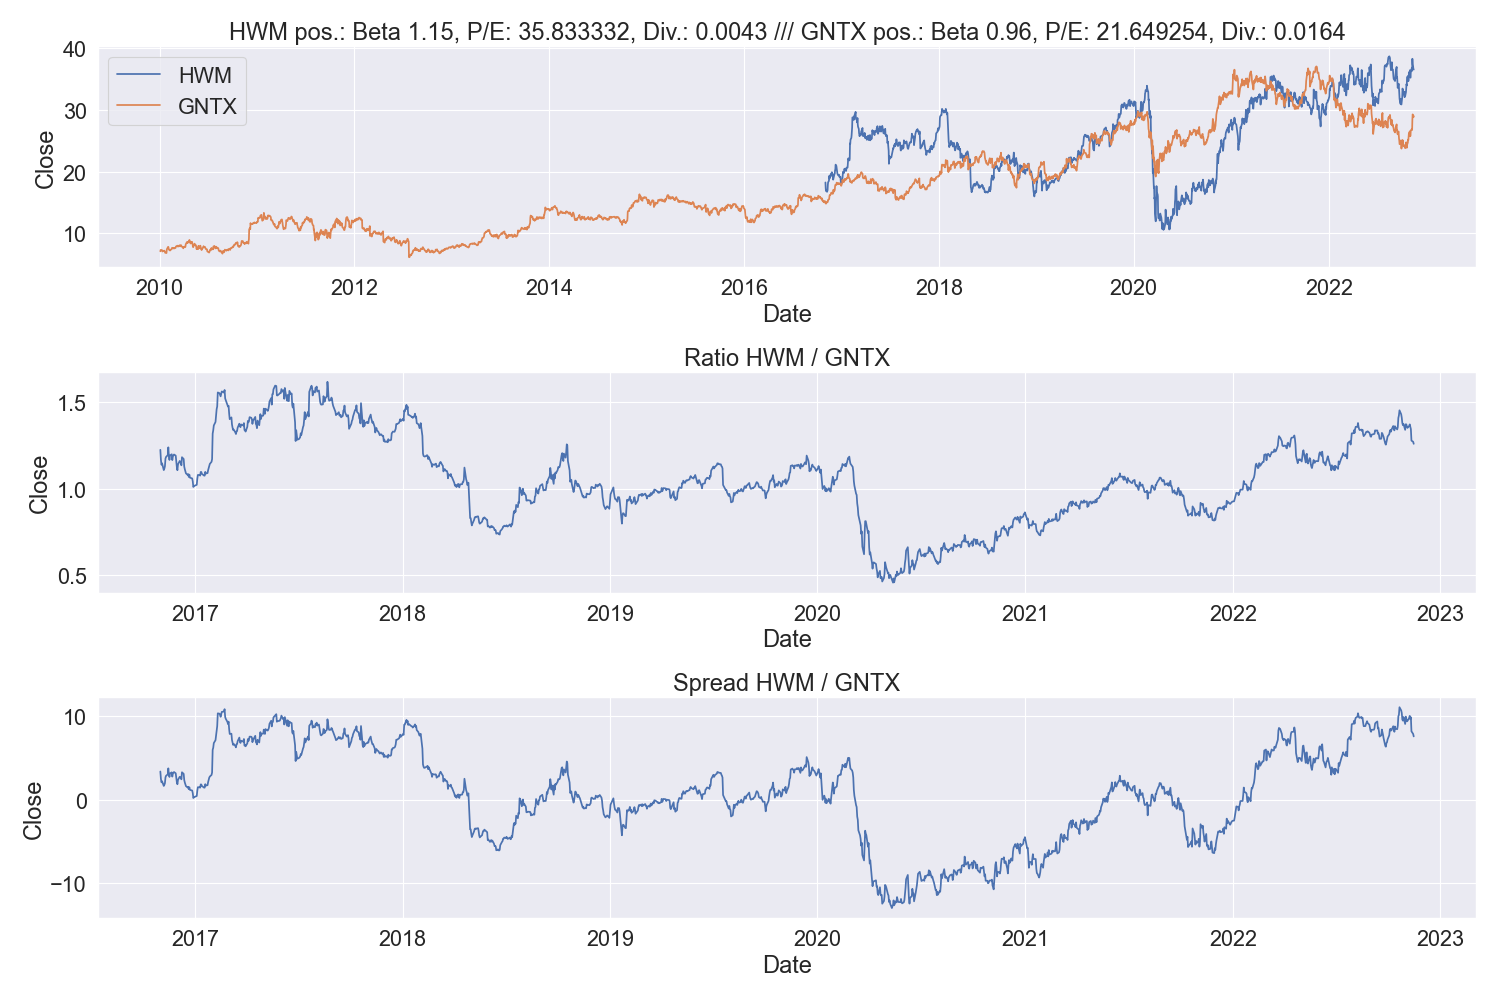 HWM pos.: Beta 1.15, P/E: 35.833332, Div.: 0.0043 /// GNTX pos.: Beta 0.96, P/E: 21.649254, Div.: 0.0164
HWM
GNTX
40
30
20
10
Close
2010 2012 2014 2016 2018 2020 2022
Date
Ratio HWM / GNTX
1.5
1.0
0.5
Close
2017 2018 2019 2020 2021 2022 2023
Date
Spread HWM / GNTX
10
0
−10
Close
2017 2018 2019 2020 2021 2022 2023
Date